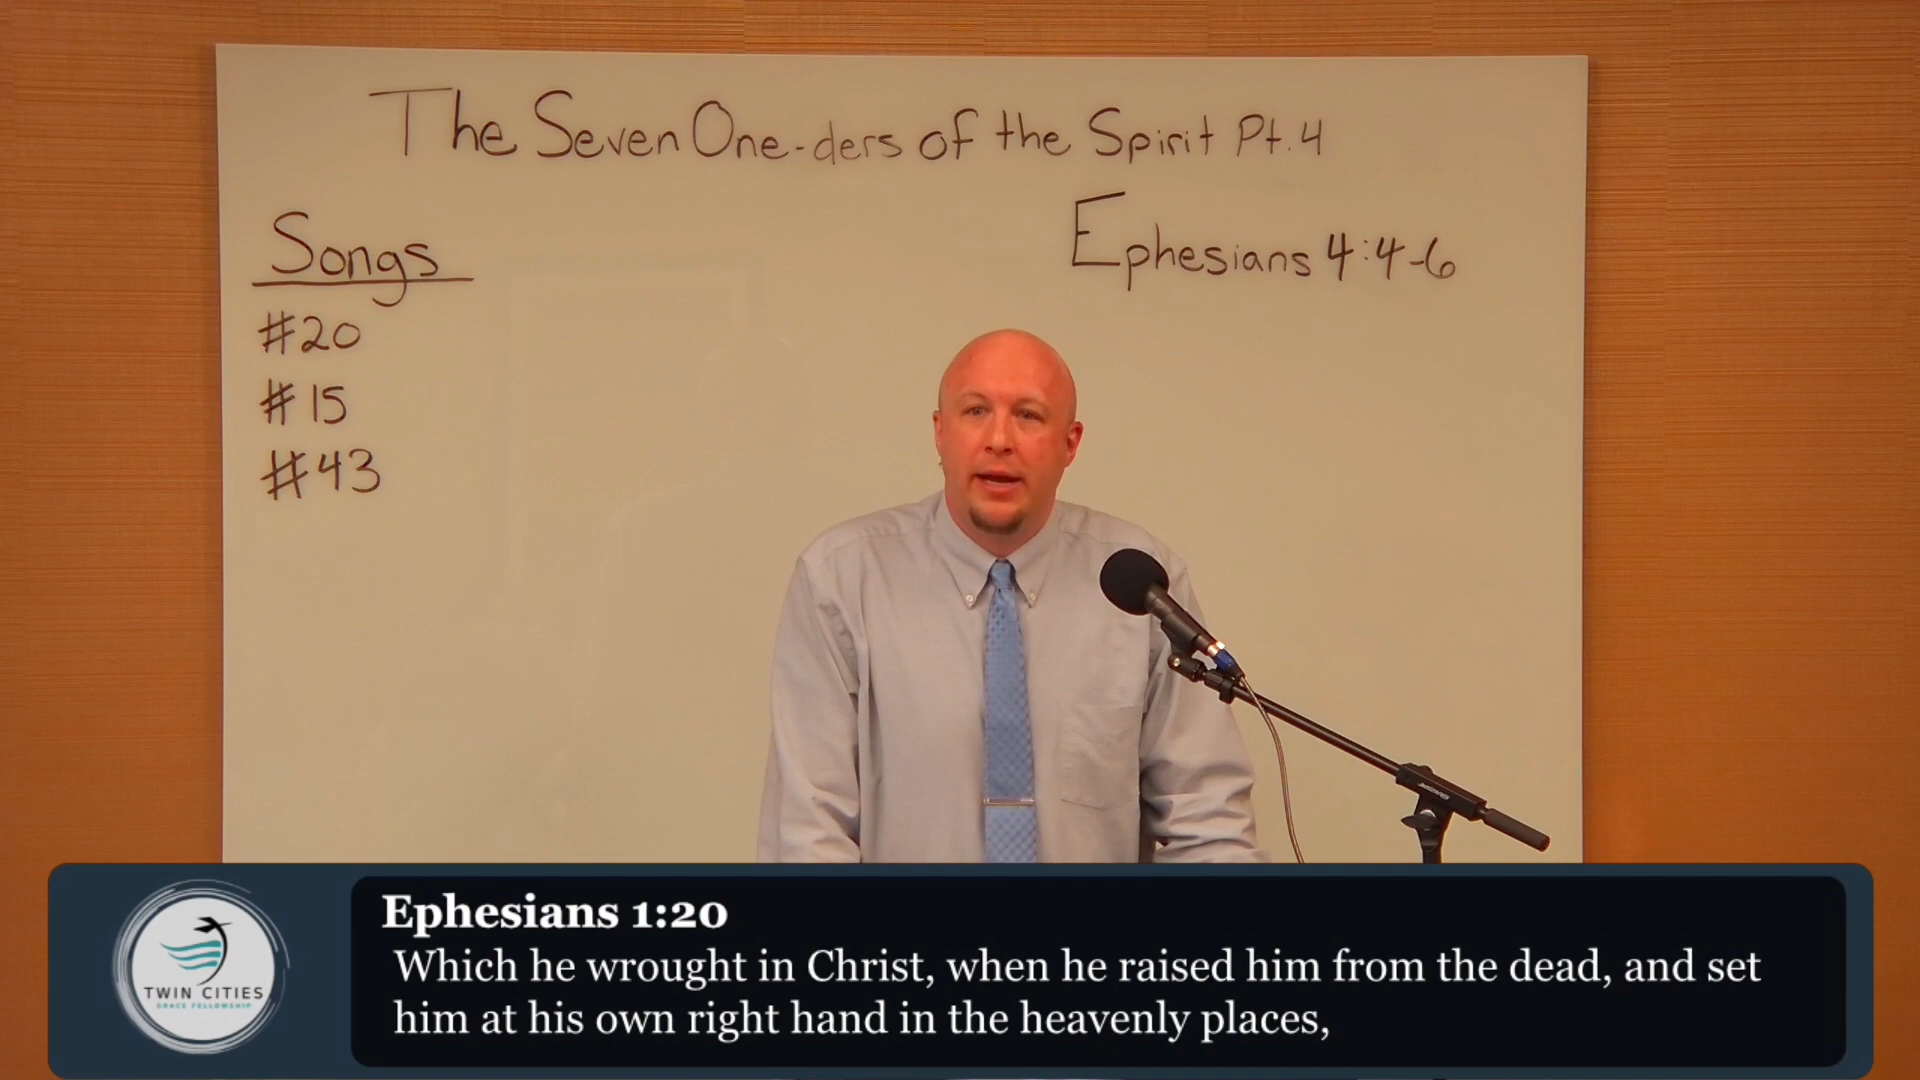 The Seven One-ders of the Spirit Pt. 4
Songs
Ephesians 4:4-6
#20
#15
#43
Ephesians 1:20
Which he wrought in Christ, when he raised him from the dead, and set
him at his own right hand in the heavenly places,
TWIN CITIES
GRACE FELLOWSHIP